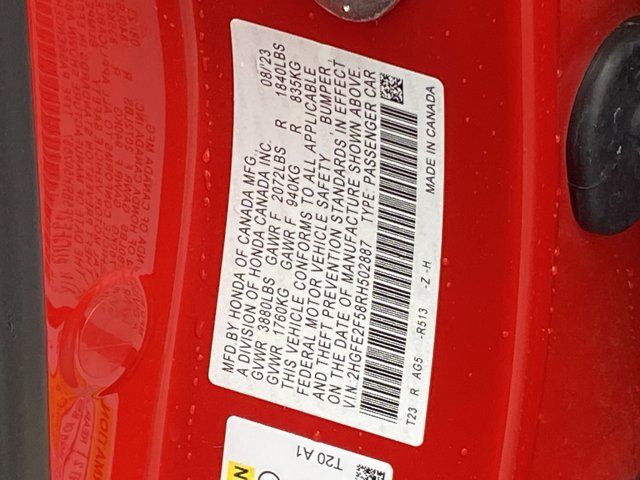 MFD.BY HONDA OF CANADA MFG,
A DIVISION OF HONDA CANADA INC. 08/'23
GVWR 3880LBS GAWR F 2072LBS R 1840LBS
GVWR 1760KG GAWR F 940KG R 835KG
THIS VEHICLE CONFORMS TO ALL APPLICABLE
FEDERAL MOTOR VEHICLE SAFETY BUMPER,
AND THEFT PREVENTION STANDARDS IN EFFECT
ON THE DATE OF MANUFACTURE SHOWN ABOVE.
V.I.N. 2HGFE2F58RH502887 TYPE: PASSENGER CAR
MADE IN CANADA
T23 R AG5 -R513 -Z -H
T20 A1